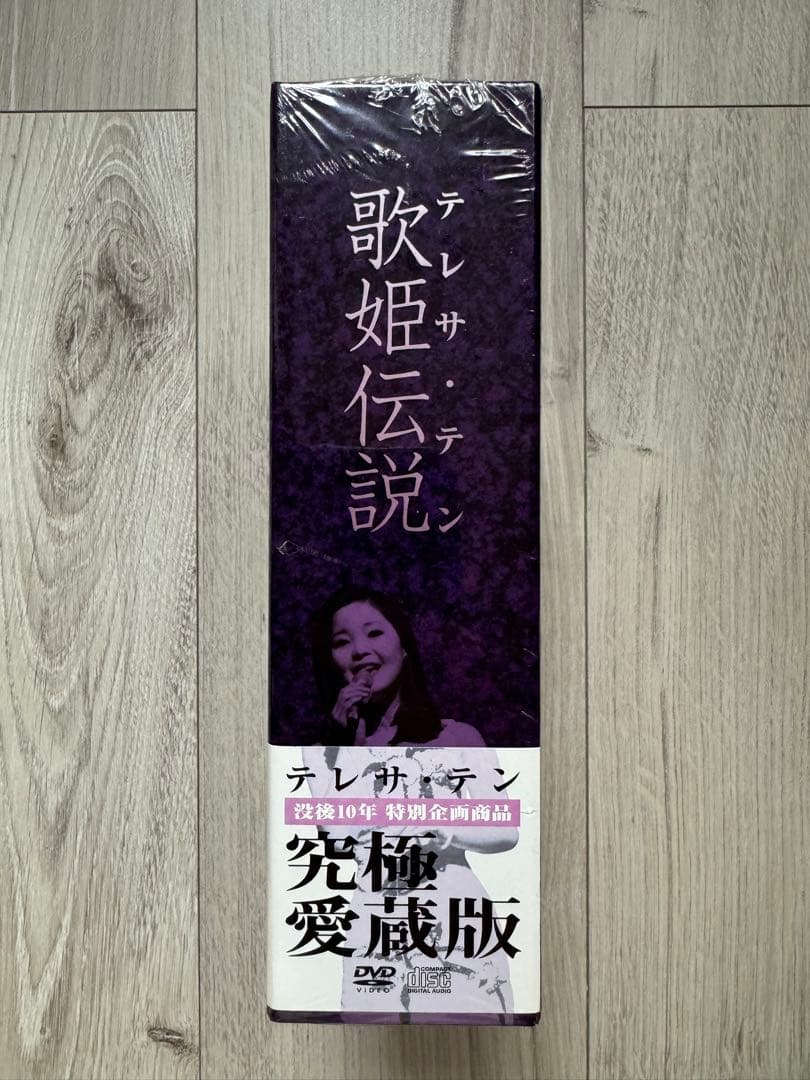 テレサ・テン
歌姫伝説
テレサ・テン
没後10年 特別企画商品
究極
愛蔵版
DVD
VIDEO
COMPACT
disc
DIGITAL AUDIO